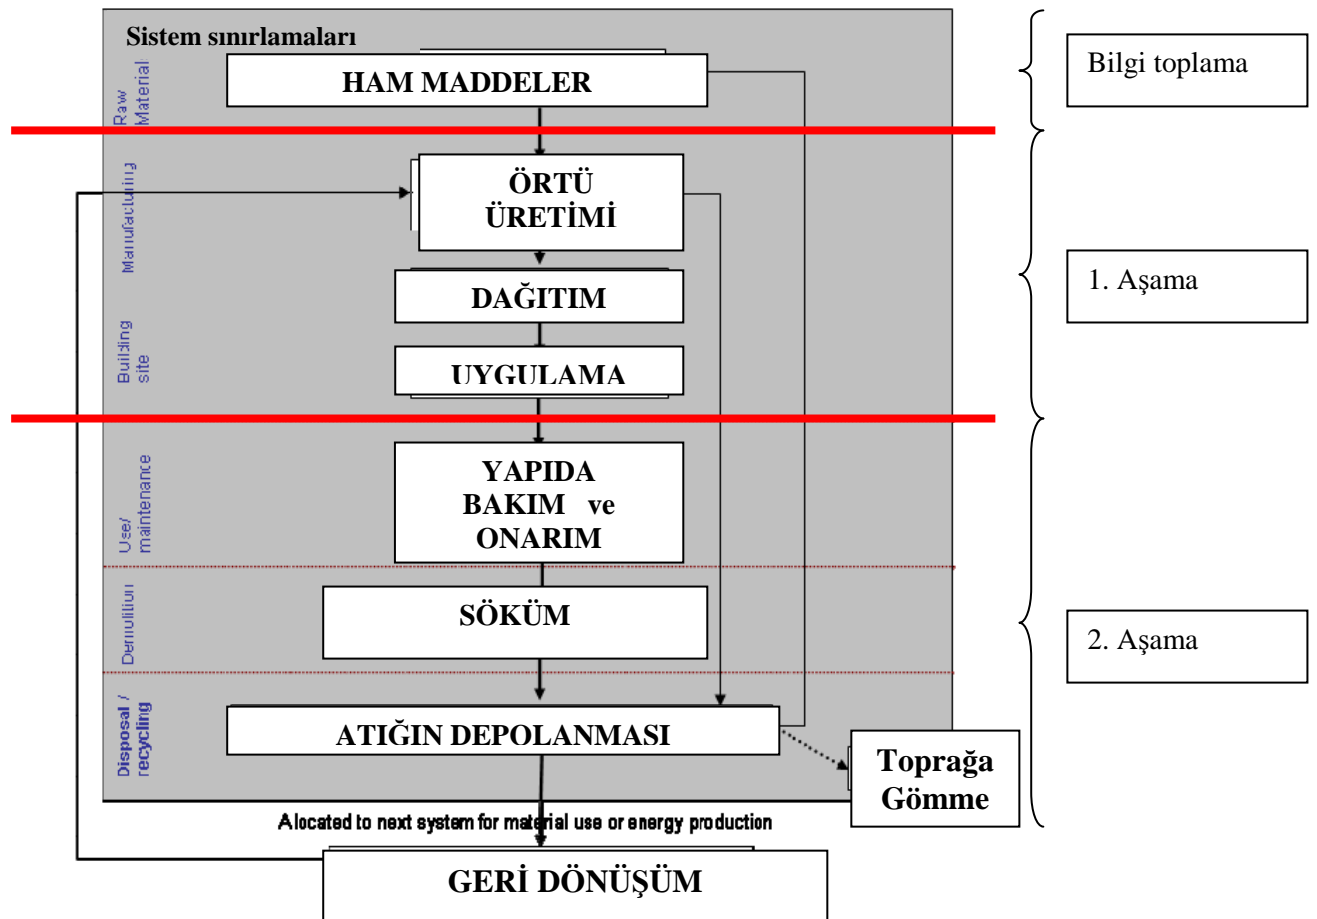 Sistem sınırlamaları
Raw
Material
HAM MADDELER
Bilgi toplama
Manufacturing
ÖRTÜ
ÜRETİMİ
DAĞITIM
1. Aşama
Building
site
UYGULAMA
Use/
maintenance
YAPIDA
BAKIM ve
ONARIM
Demolition
SÖKÜM
2. Aşama
Disposal /
recycling
ATIĞIN DEPOLANMASI
Toprağa
Gömme
Alocated to next system for material use or energy production
GERİ DÖNÜŞÜM